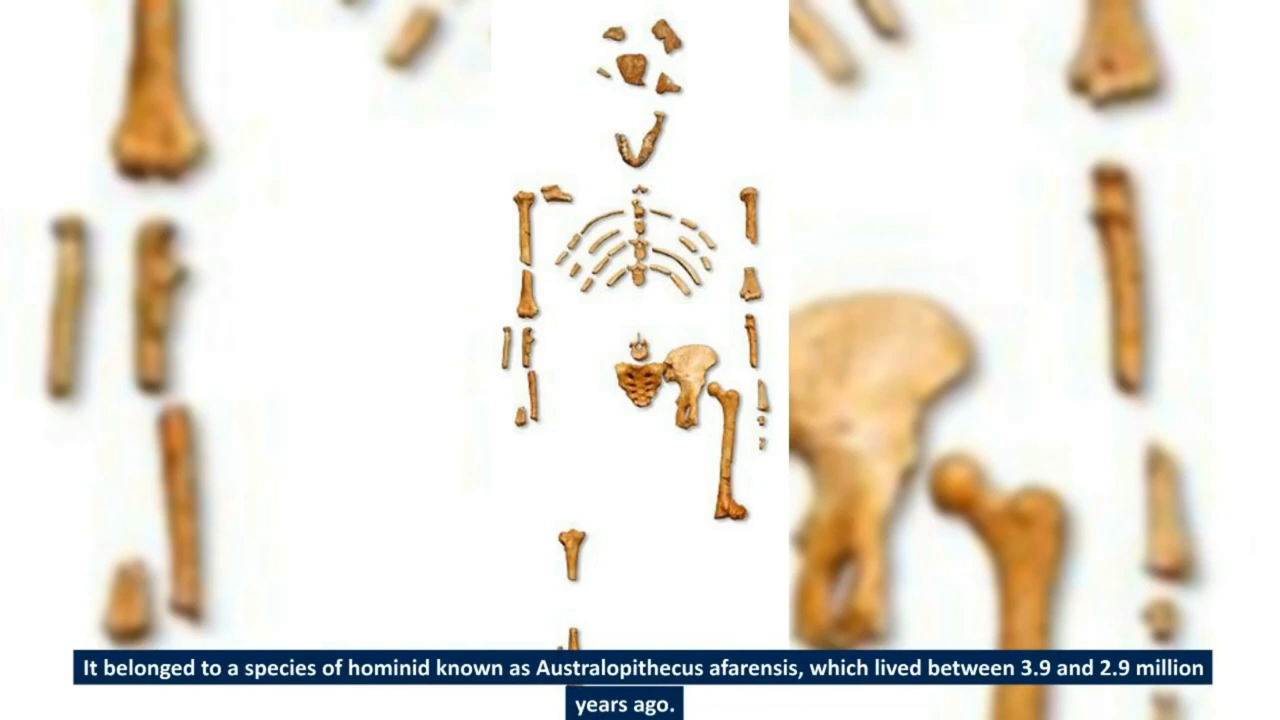 It belonged to a species of hominid known as Australopithecus afarensis, which lived between 3.9 and 2.9 million
years ago.